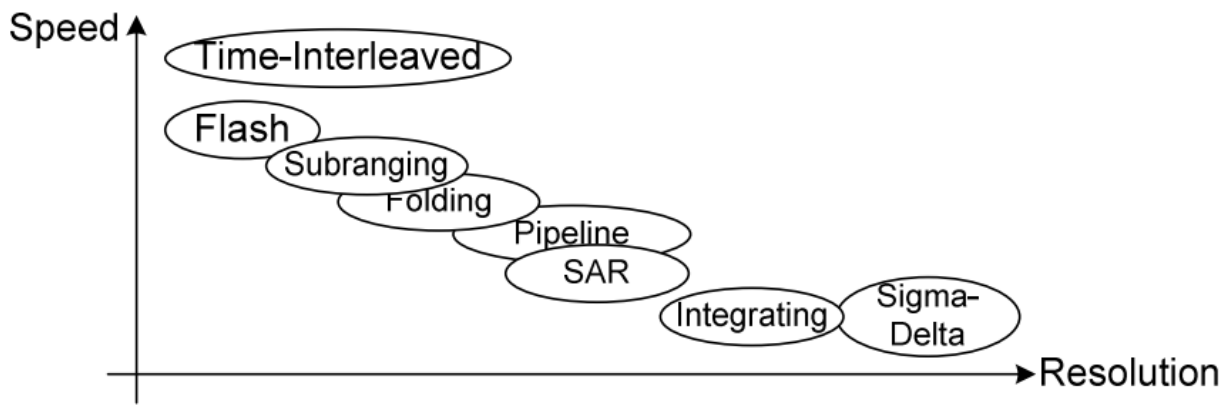 Speed
Time-Interleaved
Flash
Subranging
Folding
Pipeline
SAR
Integrating
Sigma-
Delta
Resolution